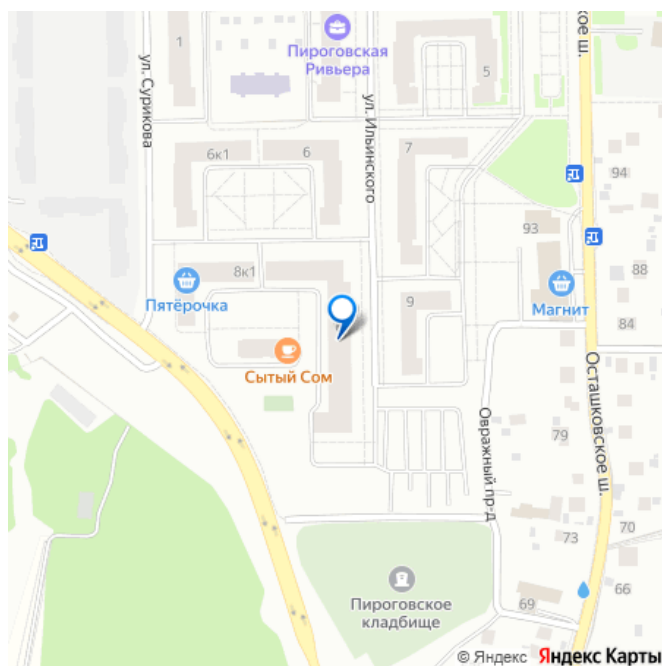 кое ш.
1
Пироговская
Ривьера
5
ул. Сурикова
ул. Ильинского
6к1
6
7
94
93
88
8к1
Пятёрочка
9
Магнит
84
Сытый Сом
Осташковское ш.
Овражный пр-д
79
73
70
66
69
Пироговское
кладбище
© Яндекс Яндекс Карты